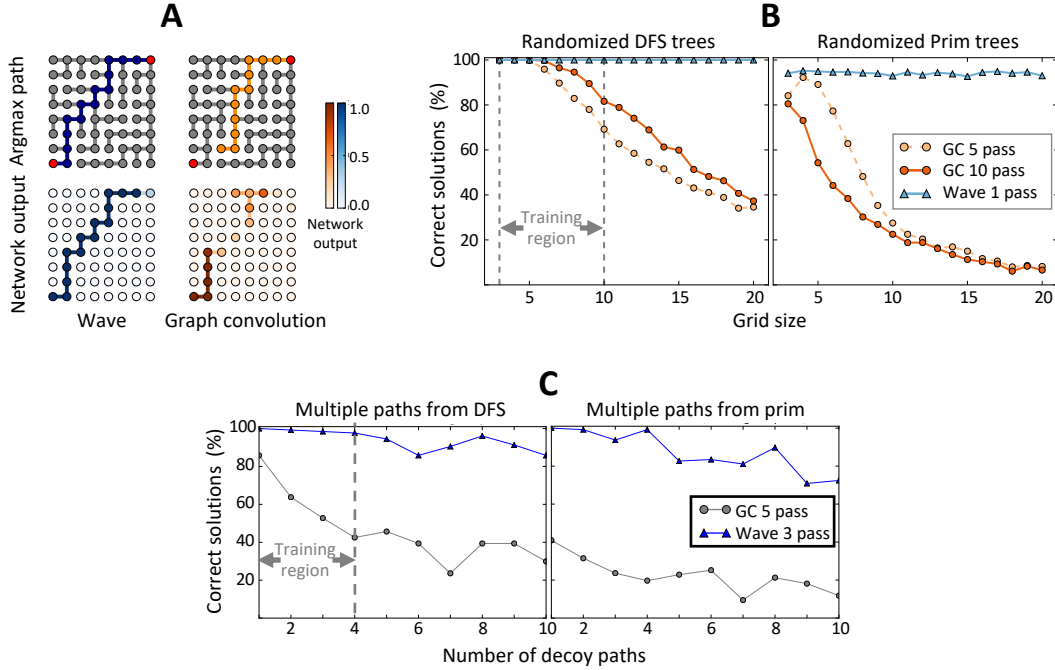 A
Argmax path
Network output
1.0
0.5
0.0
Network
output
Wave
Graph convolution
B
Randomized DFS trees
Randomized Prim trees
Correct solutions (%)
100
80
60
40
20
Training
region
5
10
15
20
5
10
15
20
Grid size
GC 5 pass
GC 10 pass
Wave 1 pass
C
Multiple paths from DFS
Multiple paths from prim
Correct solutions (%)
100
80
60
40
20
Training
region
2
4
6
8
10
2
4
6
8
10
Number of decoy paths
GC 5 pass
Wave 3 pass